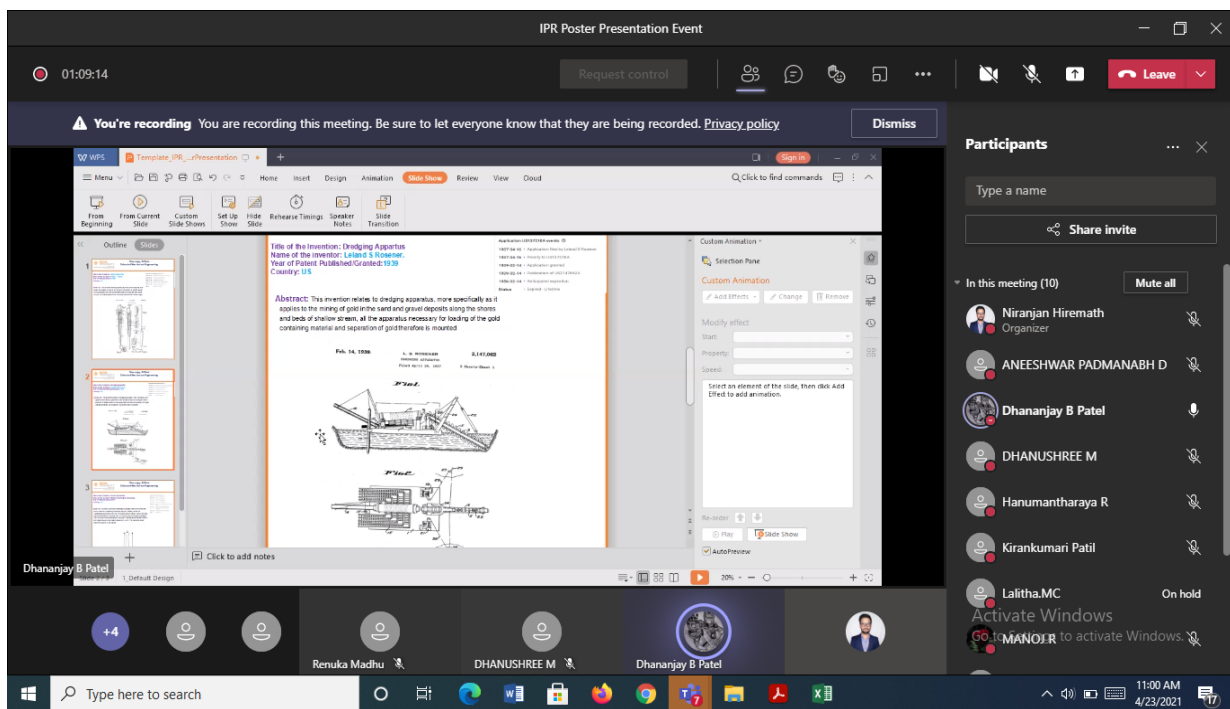 IPR Poster Presentation Event
01:09:14
Request control
Leave
You're recording You are recording this meeting. Be sure to let everyone know that they are being recorded. Privacy policy
Dismiss
WPS
Template_IPR_...rPresentation
Sign in
Menu
Home
Insert
Design
Animation
Slide Show
Review
View
Cloud
Click to find commands
From Beginning
From Current Slide
Custom Slide Shows
Set Up Show
Hide Slide
Rehearse Timings
Speaker Notes
Slide Transition
Outline
Slides
1
2
3
Title of the Invention: Dredging Appartus
Name of the inventor: Leland S Rosener.
Year of Patent Published/Granted:1939
Country: US
Abstract: This invention relates to dredging apparatus, more specifically as it
applies to the mining of gold in the sand and gravel deposits along the shores
and beds of shallow stream, all the apparatus necessary for loading of the gold
containing material and seperation of gold therefore is mounted
Custom Animation
Selection Pane
Custom Animation
Add Effects
Change
Remove
Modify effect
Start:
Property:
Speed:
Select an element of the slide, then click Add
Effect to add animation.
Re-order
Play
Slide Show
AutoPreview
Click to add notes
Dhananjay B Patel
1_Default Design
20%
+4
Renuka Madhu
DHANUSHREE M
Dhananjay B Patel
Participants
Type a name
Share invite
In this meeting (10)
Mute all
Niranjan Hiremath
Organizer
ANEESHWAR PADMANABH D
Dhananjay B Patel
DHANUSHREE M
Hanumantharaya R
Kirankumari Patil
Lalitha.MC
On hold
MANOJ R
Activate Windows
Go to Settings to activate Windows.
Type here to search
7
11:00 AM
4/23/2021
17